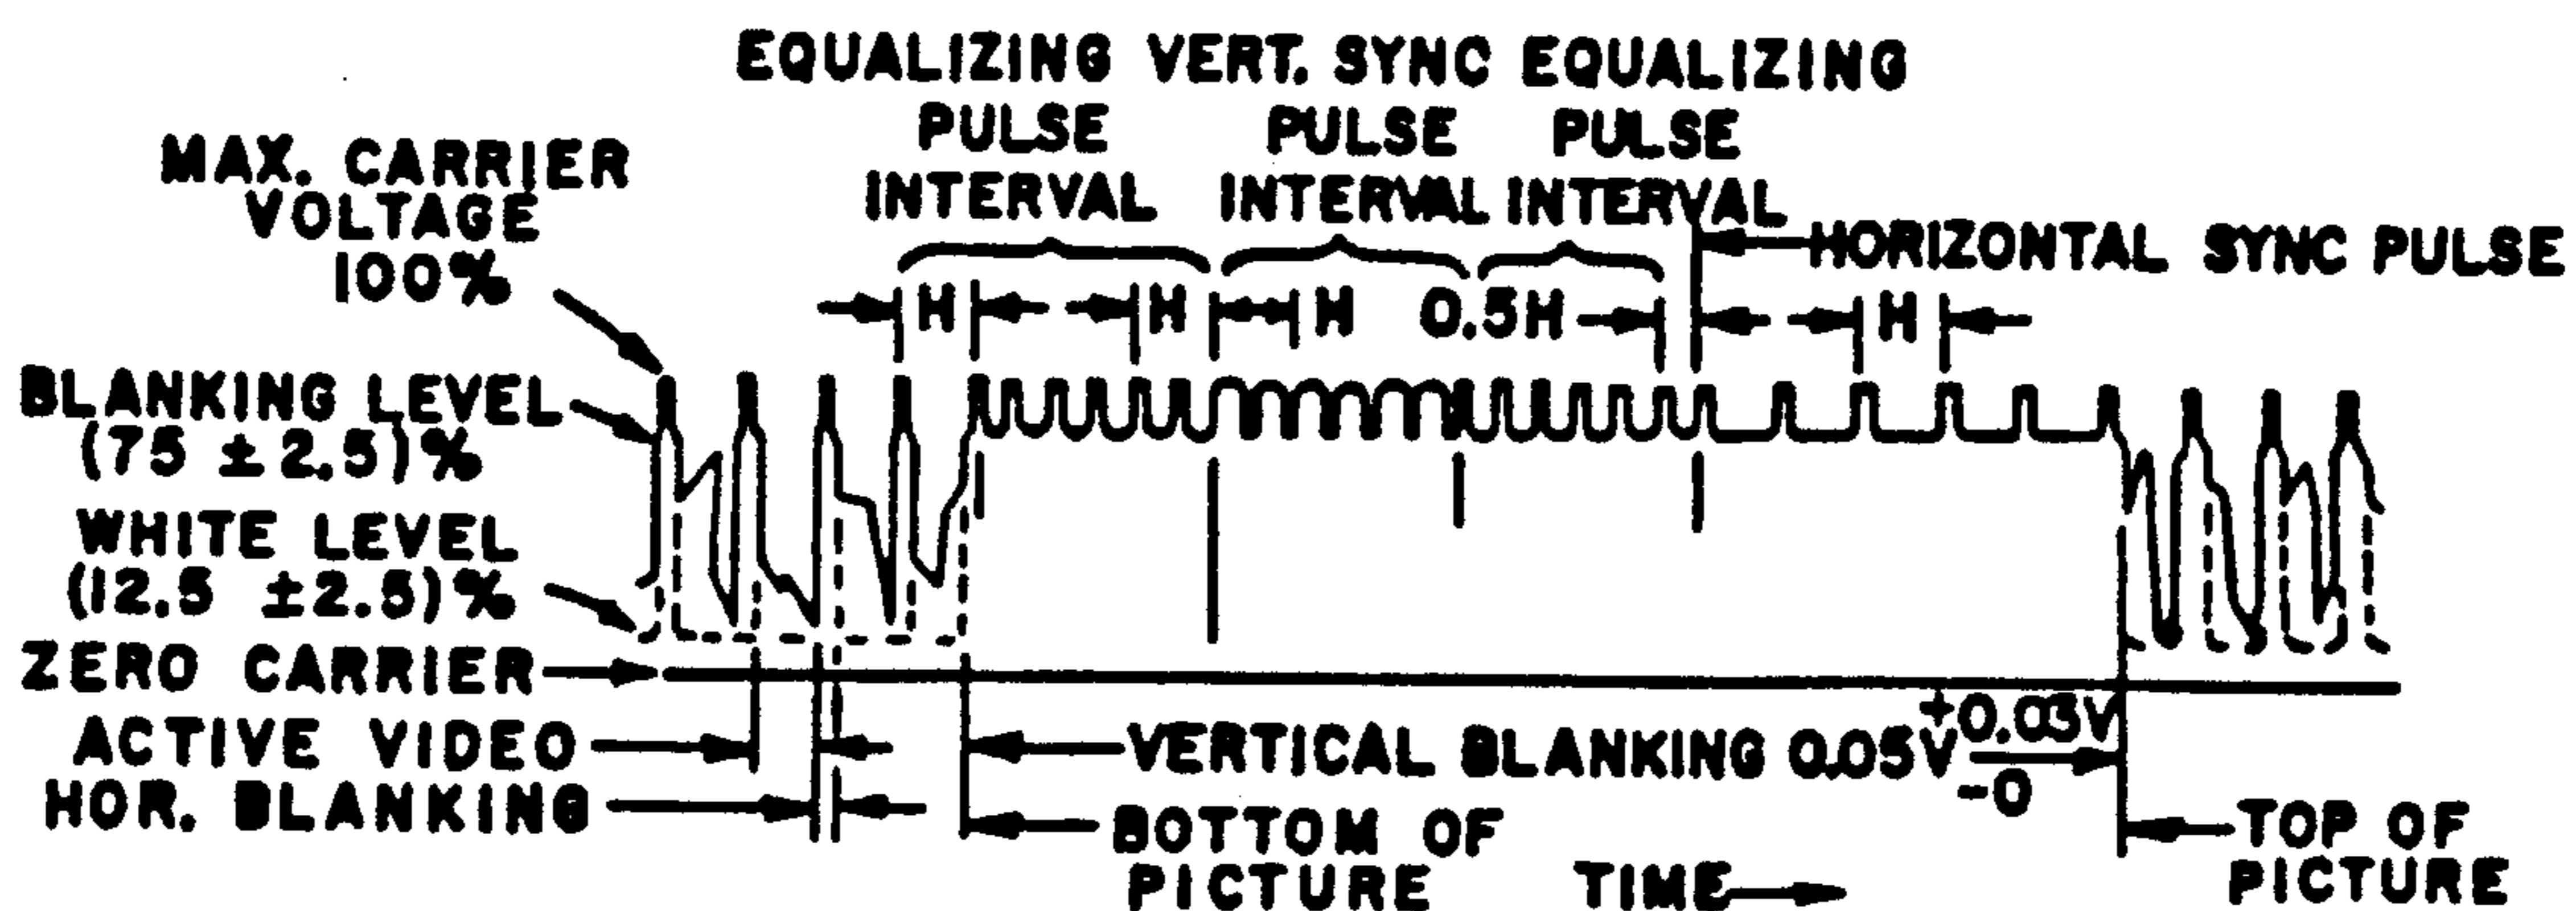 EQUALIZING VERT. SYNC EQUALIZING
PULSE PULSE PULSE
INTERVAL INTERVAL INTERVAL
MAX. CARRIER
VOLTAGE
100%
HORIZONTAL SYNC PULSE
H H H 0.5H H
BLANKING LEVEL
(75 ±2.5)%
WHITE LEVEL
(12.5 ±2.5)%
ZERO CARRIER
ACTIVE VIDEO
HOR. BLANKING
VERTICAL BLANKING 0.05V +0.03V -0
BOTTOM OF
PICTURE
TIME
TOP OF
PICTURE